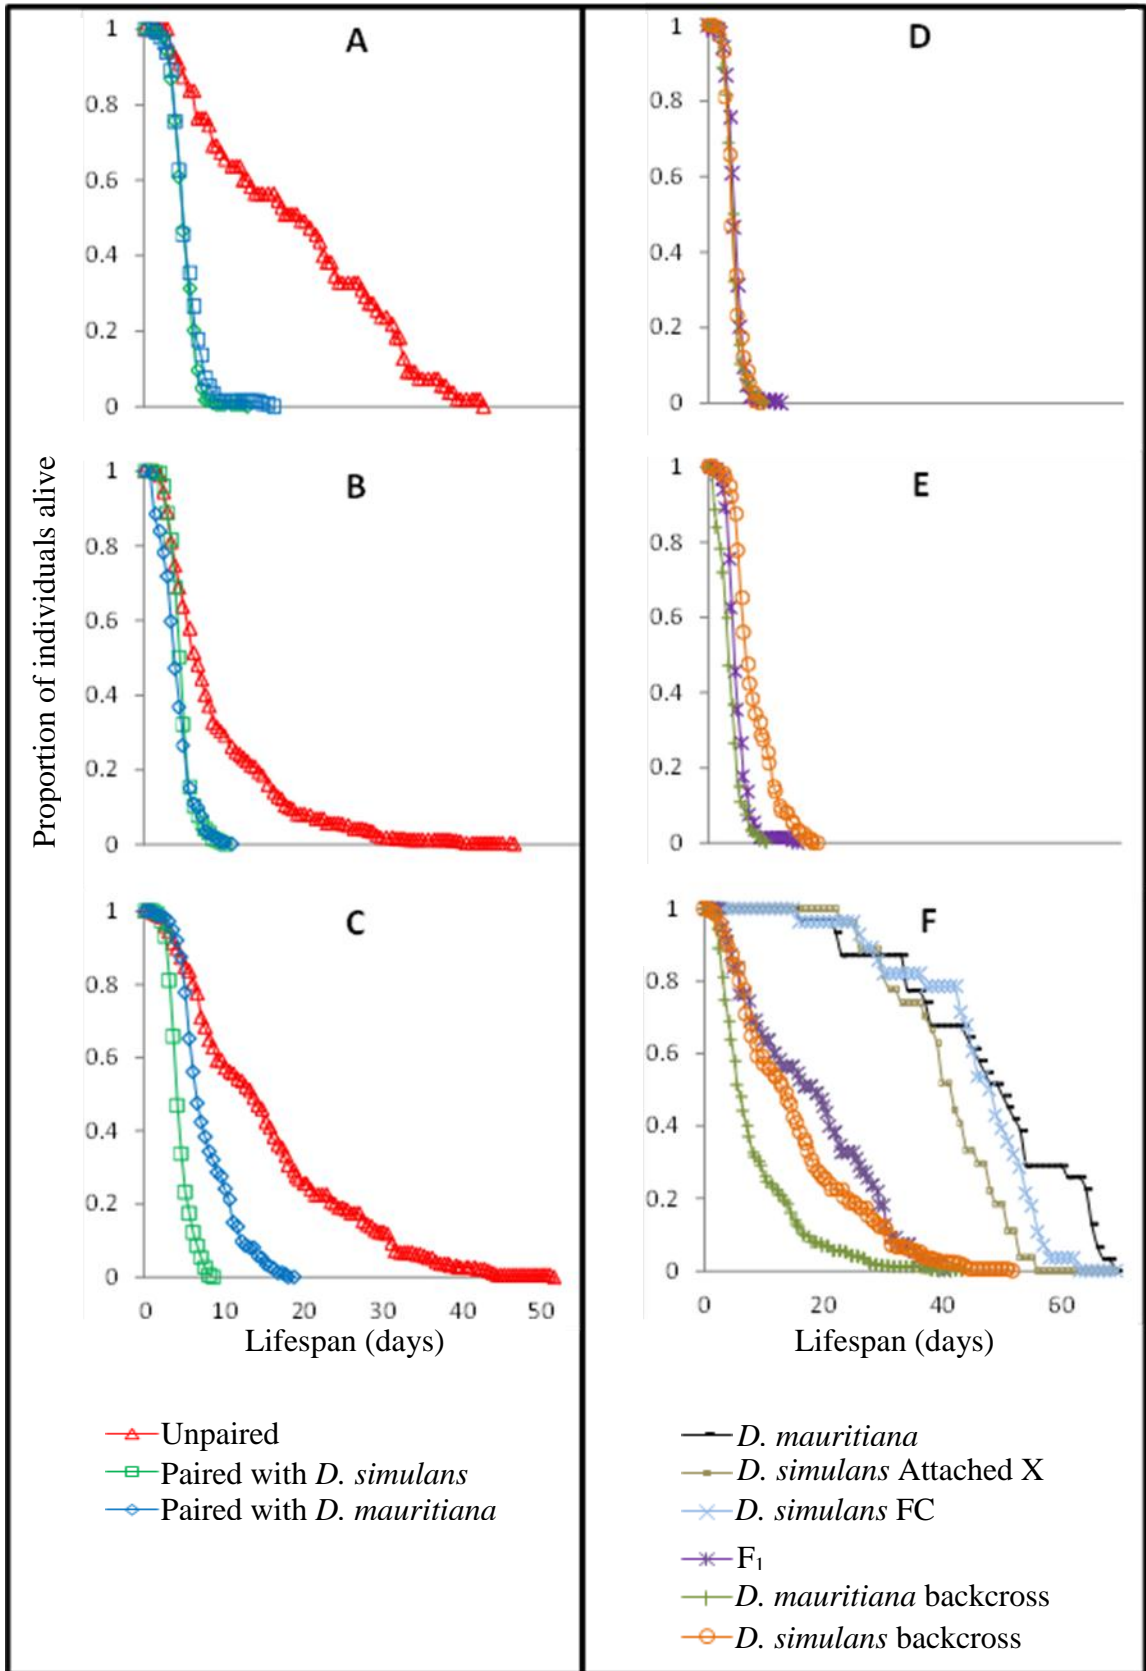 Proportion of individuals alive
A
1
0.8
0.6
0.4
0.2
0
B
1
0.8
0.6
0.4
0.2
0
C
1
0.8
0.6
0.4
0.2
0
0 10 20 30 40 50
Lifespan (days)
Unpaired
Paired with D. simulans
Paired with D. mauritiana
D
1
0.8
0.6
0.4
0.2
0
E
1
0.8
0.6
0.4
0.2
0
F
1
0.8
0.6
0.4
0.2
0
0 20 40 60
Lifespan (days)
D. mauritiana
D. simulans Attached X
D. simulans FC
F₁
D. mauritiana backcross
D. simulans backcross